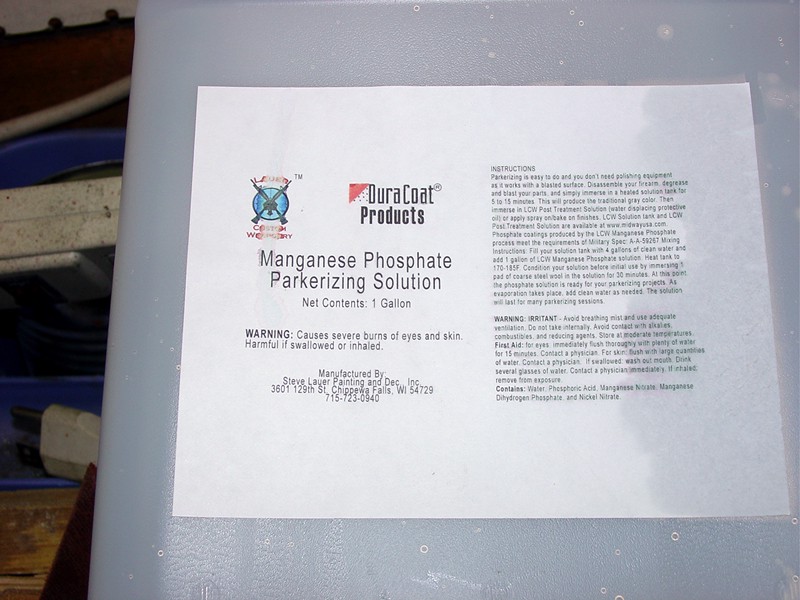 LAUER
TM
CUSTOM
WEAPONRY
DuraCoat®
Products
Manganese Phosphate
Parkerizing Solution
Net Contents: 1 Gallon
WARNING: Causes severe burns of eyes and skin.
Harmful if swallowed or inhaled.
Manufactured By:
Steve Lauer Painting and Dec., Inc.
3601 129th St, Chippewa Falls, WI 54729
715-723-0940
INSTRUCTIONS
Parkerizing is easy to do and you don't need polishing equipment
as it works with a blasted surface. Disassemble your firearm, degrease
and blast your parts, and simply immerse in a heated solution tank for
5 to 15 minutes. This will produce the traditional gray color. Then
immerse in LCW Post Treatment Solution (water displacing protective
oil) or apply spray on/bake on finishes. LCW Solution tank and LCW
Post Treatment Solution are available at www.midwayusa.com.
Phosphate coatings produced by the LCW Manganese Phosphate
process meet the requirements of Military Spec: A-A-59267 Mixing
Instructions: Fill your solution tank with 4 gallons of clean water and
add 1 gallon of LCW Manganese Phosphate solution. Heat tank to
170-185F. Condition your solution before initial use by immersing 1
pad of coarse steel wool in the solution for 30 minutes. At this point
the phosphate solution is ready for your parkerizing projects. As
evaporation takes place, add clean water as needed. The solution
will last for many parkerizing sessions.
WARNING: IRRITANT - Avoid breathing mist and use adequate
ventilation. Do not take internally. Avoid contact with alkalies,
combustibles, and reducing agents. Store at moderate temperatures.
First Aid: for eyes, immediately flush thoroughly with plenty of water
for 15 minutes. Contact a physician. For skin; flush with large quantities
of water. Contact a physician. If swallowed, wash out mouth. Drink
several glasses of water. Contact a physician immediately. If inhaled,
remove from exposure.
Contains: Water, Phosphoric Acid, Manganese Nitrate, Manganese
Dihydrogen Phosphate, and Nickel Nitrate.